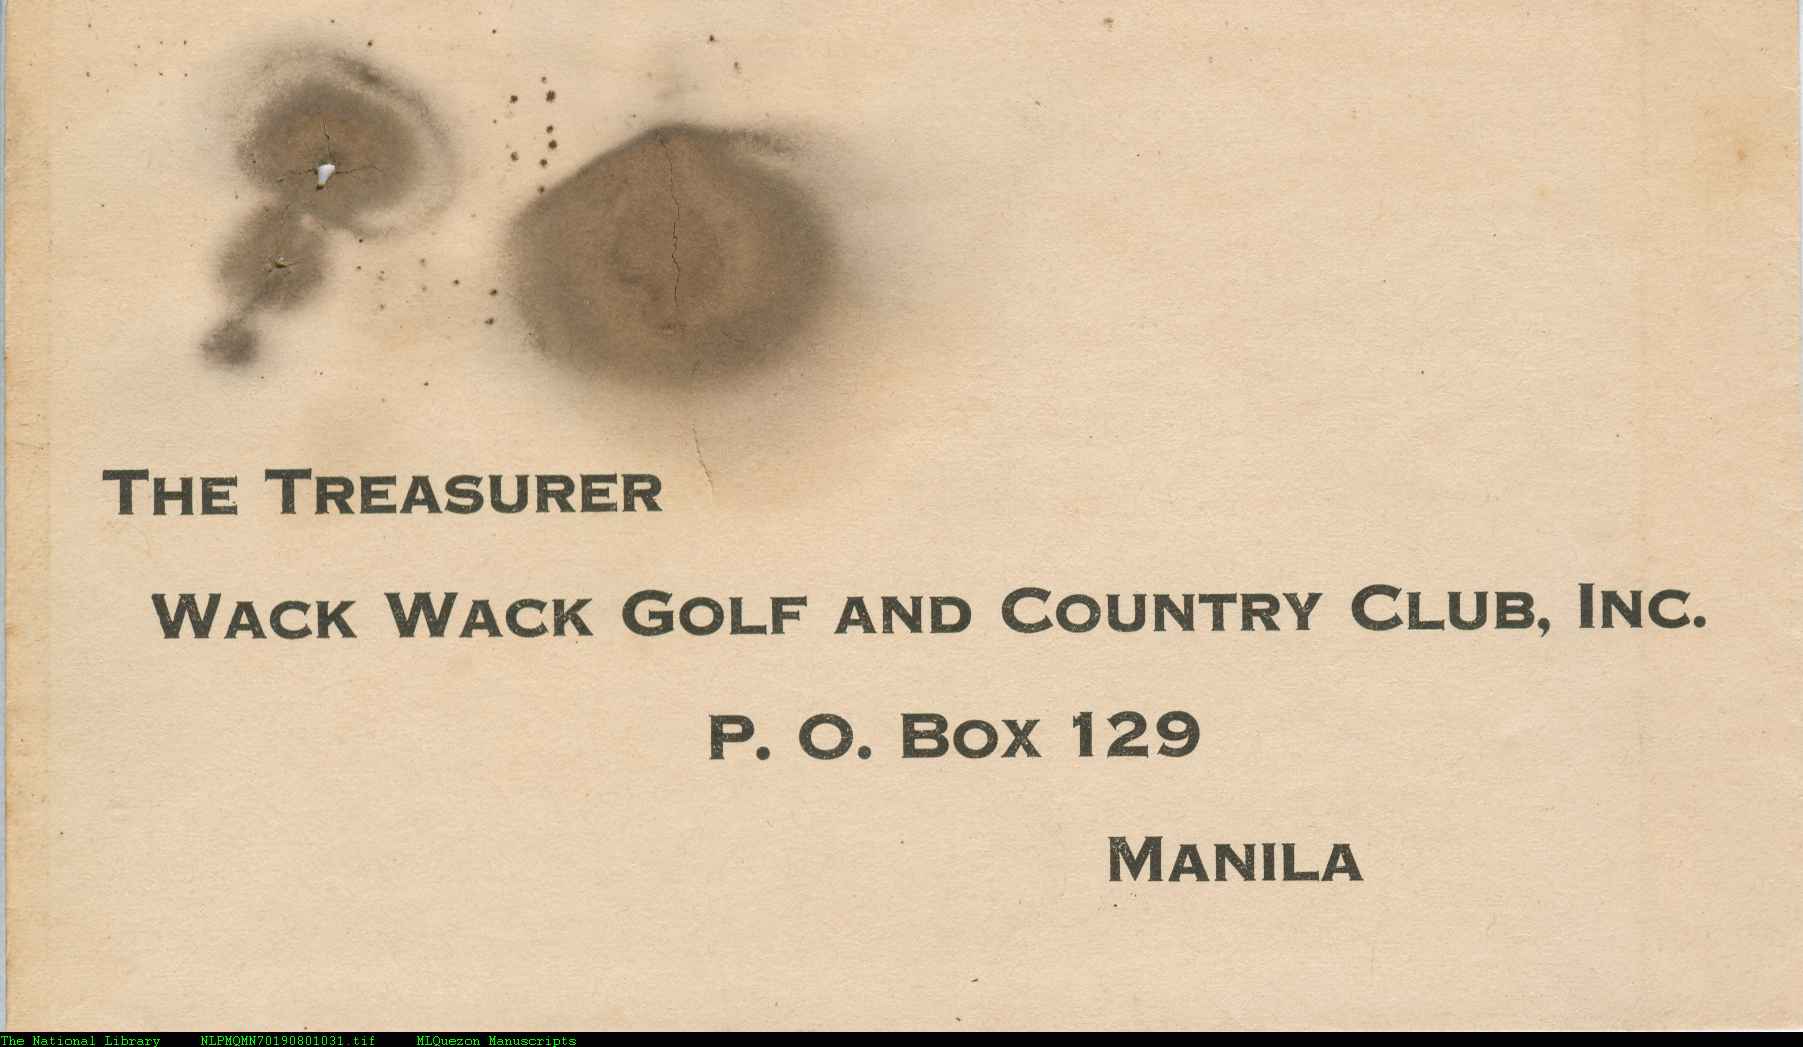 The Treasurer
Wack Wack Golf and Country Club, Inc.
P. O. Box 129
Manila
The National Library NLPMQMN70190801031.tif MLQuezon Manuscripts